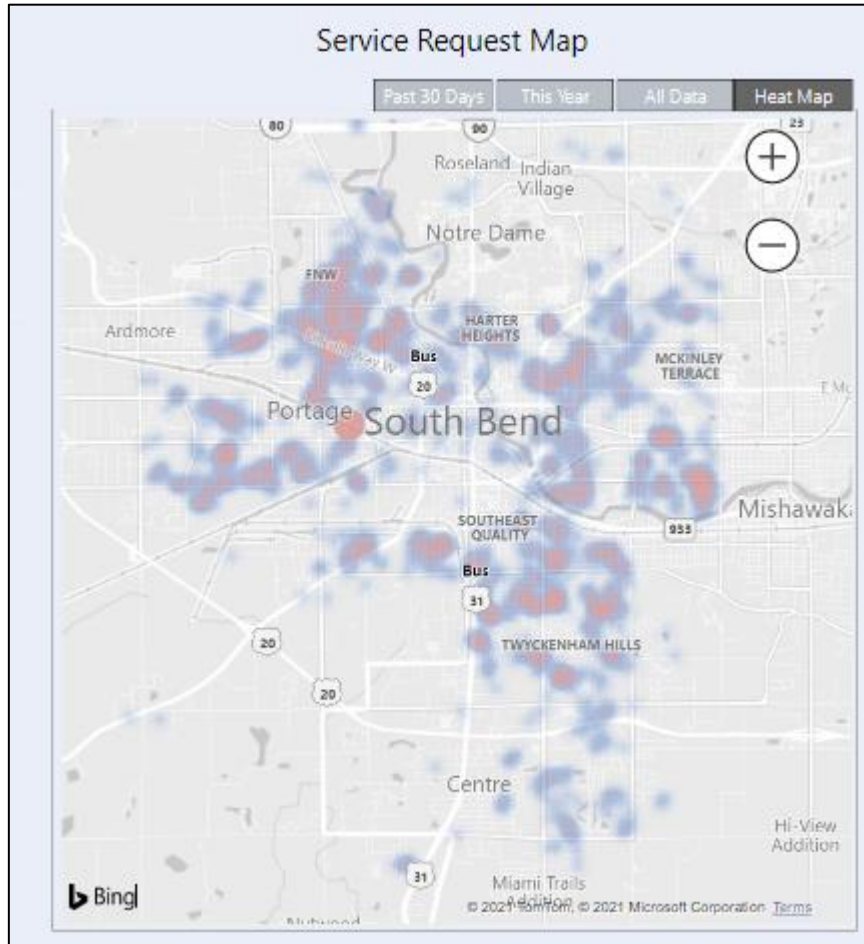 Service Request Map
Past 30 Days This Year All Data Heat Map
80
90
23
Roseland
Indian
Village
Notre Dame
FNW
Ardmore
HARTER
HEIGHTS
Lincoln Way W
Bus
20
MCKINLEY
TERRACE
Portage
South Bend
Mishawaka
933
SOUTHEAST
QUALITY
Bus
31
TWYCKENHAM HILLS
20
20
Centre
Hi-View
Addition
31
Miami Trails
Addition
Bing
© 2021 TomTom, © 2021 Microsoft Corporation Terms